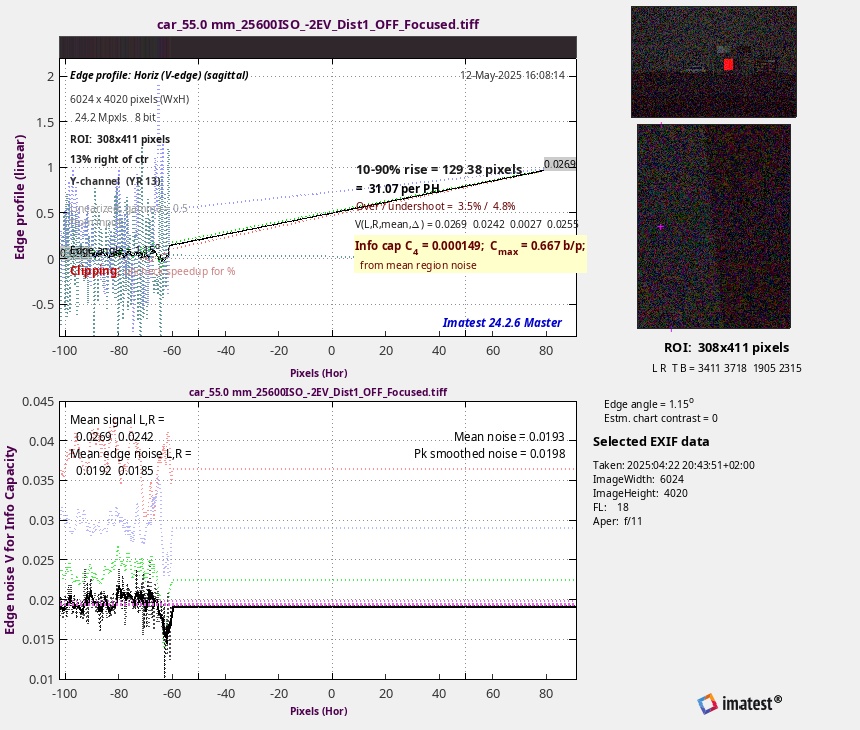 car_55.0 mm_25600ISO_-2EV_Dist1_OFF_Focused.tiff
Edge profile: Horiz (V-edge) (sagittal)
12-May-2025 16:08:14
6024 x 4020 pixels (WxH)
24.2 Mpxls 8 bit
ROI: 308x411 pixels
13% right of ctr
Y-channel (Y.R 13)
10-90% rise = 129.38 pixels
= 31.07 per PH
Over / undershoot = 3.5% / 4.8%
V(L,R,mean,Δ) = 0.0269 0.0242 0.0027 0.0255
Info cap C4 = 0.000149; Cmax = 0.667 b/p;
from mean region noise
0.0269
Edge angle = 1.15°
Clipping: speedup for %
Imatest 24.2.6 Master
Edge profile (linear)
2
1.5
1
0.5
0
-0.5
-100 -80 -60 -40 -20 0 20 40 60 80
Pixels (Hor)
car_55.0 mm_25600ISO_-2EV_Dist1_OFF_Focused.tiff
Mean signal L,R =
0.0269 0.0242
Mean edge noise L,R =
0.0192 0.0185
Mean noise = 0.0193
Pk smoothed noise = 0.0198
Edge noise V for Info Capacity
0.045
0.04
0.035
0.03
0.025
0.02
0.015
0.01
-100 -80 -60 -40 -20 0 20 40 60 80
Pixels (Hor)
ROI: 308x411 pixels
L R T B = 3411 3718 1905 2315
Edge angle = 1.15°
Estm. chart contrast = 0
Selected EXIF data
Taken: 2025:04:22 20:43:51+02:00
ImageWidth: 6024
ImageHeight: 4020
FL: 18
Aper: f/11
imatest®